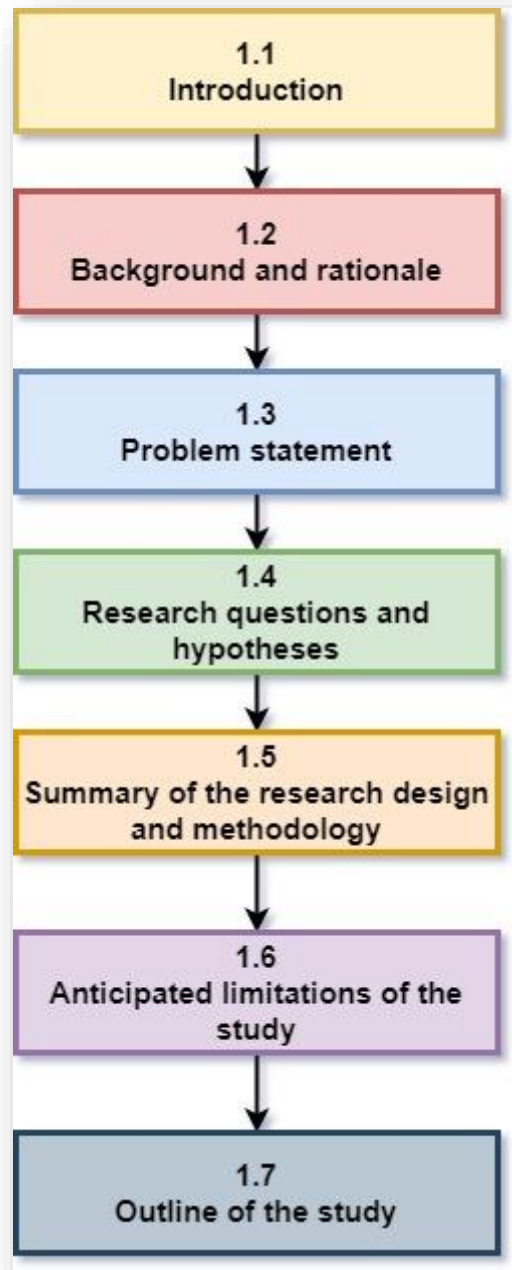 1.1
Introduction
1.2
Background and rationale
1.3
Problem statement
1.4
Research questions and
hypotheses
1.5
Summary of the research design
and methodology
1.6
Anticipated limitations of the
study
1.7
Outline of the study